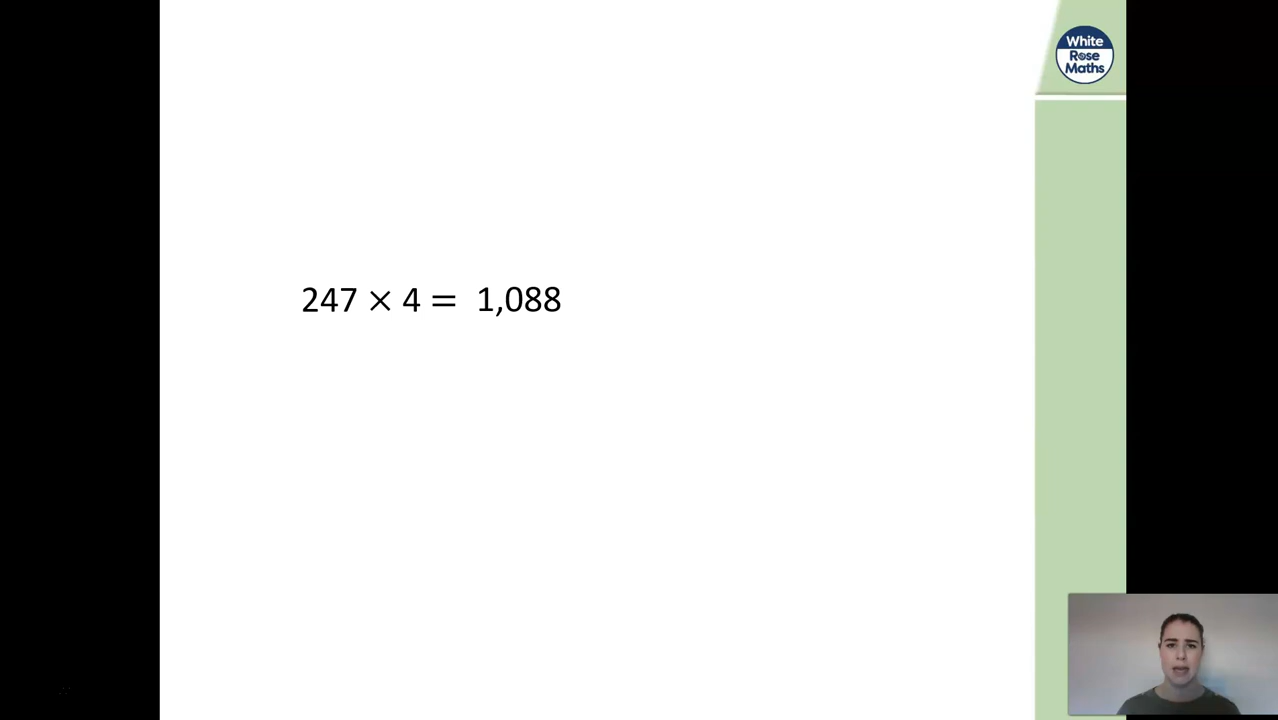 White
Rose
Maths
247 × 4 = 1,088